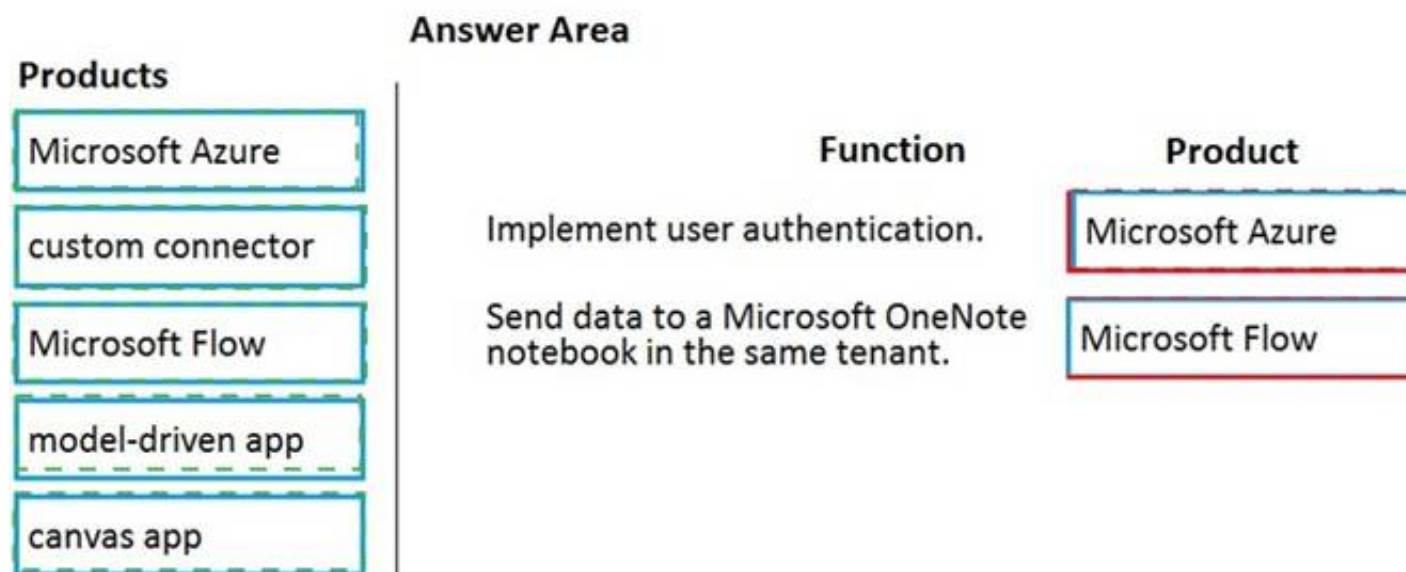 Answer Area
Products
Microsoft Azure
custom connector
Microsoft Flow
model-driven app
canvas app
Function
Product
Implement user authentication.
Microsoft Azure
Send data to a Microsoft OneNote
notebook in the same tenant.
Microsoft Flow